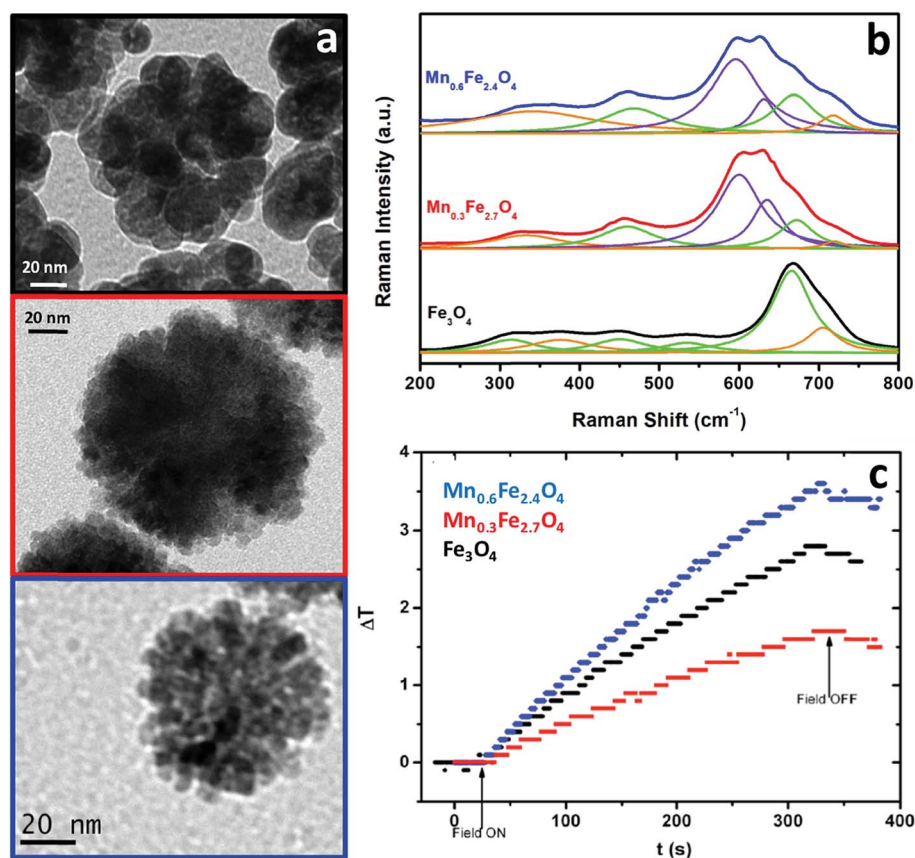 a
20 nm
20 nm
20 nm
b
Raman Intensity (a.u.)
Mn0.6Fe2.4O4
Mn0.3Fe2.7O4
Fe3O4
200 300 400 500 600 700 800
Raman Shift (cm-1)
c
Mn0.6Fe2.4O4
Mn0.3Fe2.7O4
Fe3O4
ΔT
4
3
2
1
0
Field ON
Field OFF
0 100 200 300 400
t (s)